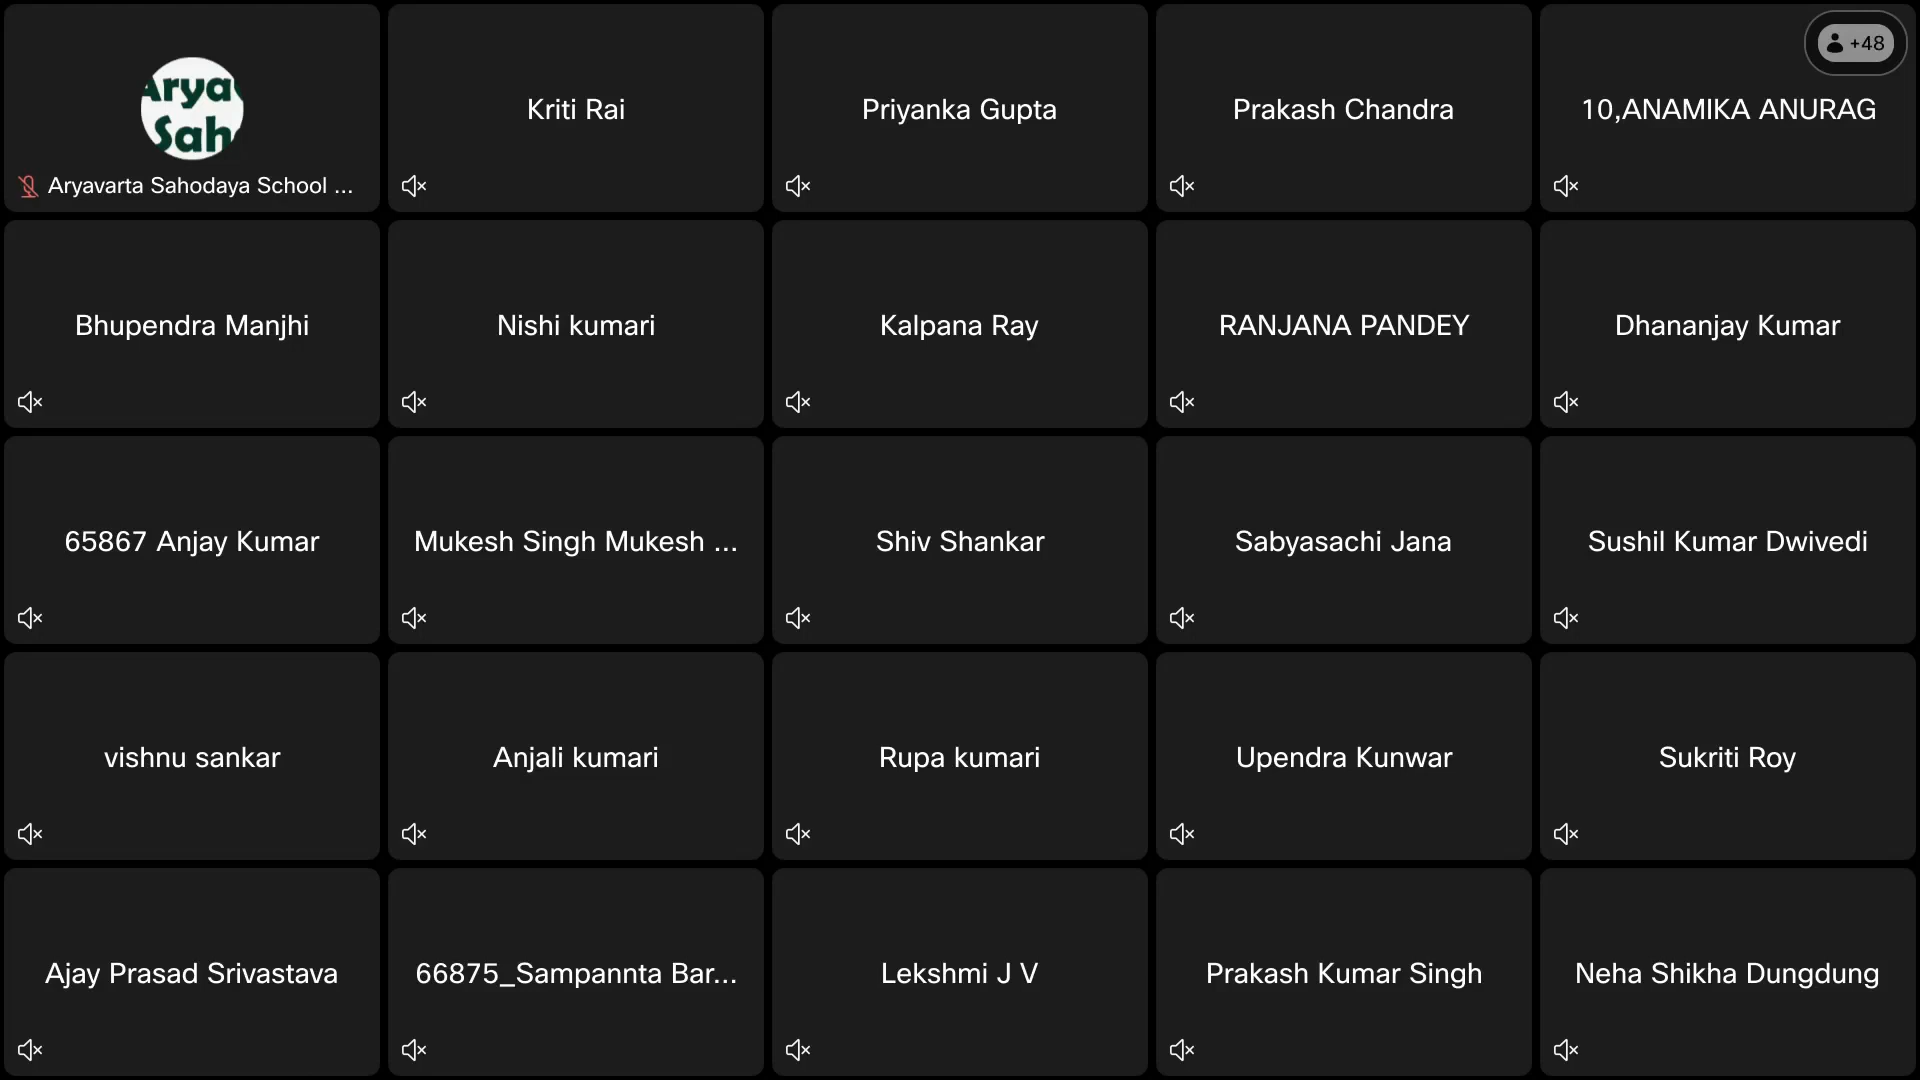 Arya
Sah
Aryavarta Sahodaya School ...
Kriti Rai
Priyanka Gupta
Prakash Chandra
+48
10,ANAMIKA ANURAG
Bhupendra Manjhi
Nishi kumari
Kalpana Ray
RANJANA PANDEY
Dhananjay Kumar
65867 Anjay Kumar
Mukesh Singh Mukesh ...
Shiv Shankar
Sabyasachi Jana
Sushil Kumar Dwivedi
vishnu sankar
Anjali kumari
Rupa kumari
Upendra Kunwar
Sukriti Roy
Ajay Prasad Srivastava
66875_Sampannta Bar...
Lekshmi J V
Prakash Kumar Singh
Neha Shikha Dungdung